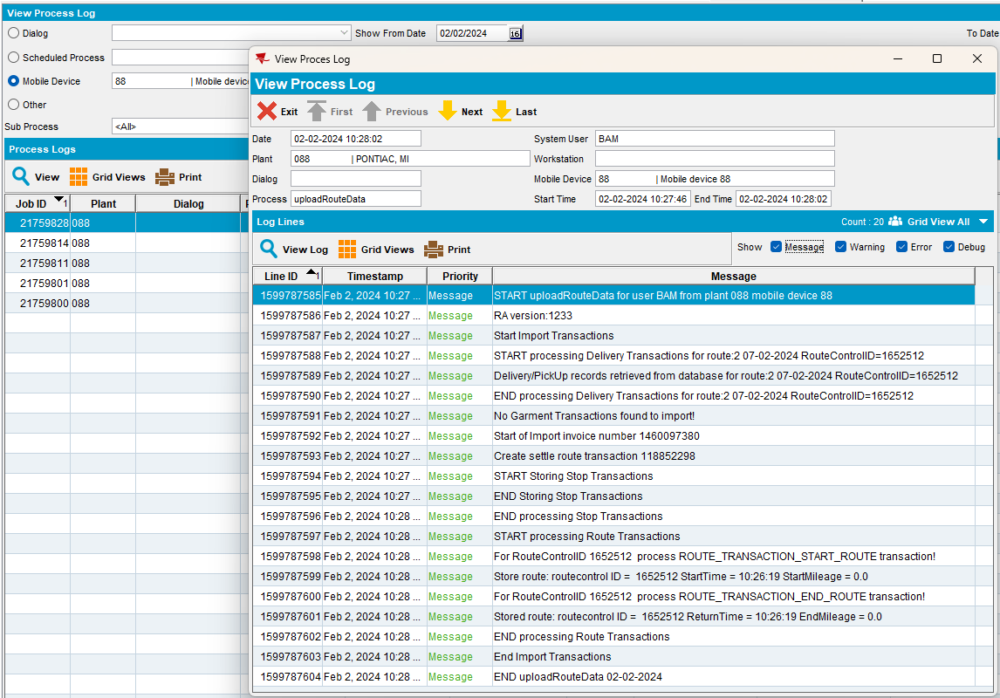 View Process Log
Dialog
Show From Date 02/02/2024 16
To Date
Scheduled Process
Mobile Device 88 | Mobile device
Other
Sub Process <All>
Process Logs
View Grid Views Print
Job ID 1 Plant Dialog
21759828 088
21759814 088
21759811 088
21759801 088
21759800 088
View Proces Log
View Process Log
Exit First Previous Next Last
Date 02-02-2024 10:28:02 System User BAM
Plant 088 | PONTIAC, MI Workstation
Dialog Mobile Device 88 | Mobile device 88
Process uploadRouteData Start Time 02-02-2024 10:27:46 End Time 02-02-2024 10:28:02
Log Lines Count : 20 Grid View All
View Log Grid Views Print Show Message Warning Error Debug
Line ID 1 Timestamp Priority Message
1599787585 Feb 2, 2024 10:27 ... Message START uploadRouteData for user BAM from plant 088 mobile device 88
1599787586 Feb 2, 2024 10:27 ... Message RA version:1233
1599787587 Feb 2, 2024 10:27 ... Message Start Import Transactions
1599787588 Feb 2, 2024 10:27 ... Message START processing Delivery Transactions for route:2 07-02-2024 RouteControlID=1652512
1599787589 Feb 2, 2024 10:27 ... Message Delivery/PickUp records retrieved from database for route:2 07-02-2024 RouteControlID=1652512
1599787590 Feb 2, 2024 10:27 ... Message END processing Delivery Transactions for route:2 07-02-2024 RouteControlID=1652512
1599787591 Feb 2, 2024 10:27 ... Message No Garment Transactions found to import!
1599787592 Feb 2, 2024 10:27 ... Message Start of Import invoice number 1460097380
1599787593 Feb 2, 2024 10:27 ... Message Create settle route transaction 118852298
1599787594 Feb 2, 2024 10:27 ... Message START Storing Stop Transactions
1599787595 Feb 2, 2024 10:27 ... Message END Storing Stop Transactions
1599787596 Feb 2, 2024 10:28 ... Message END processing Stop Transactions
1599787597 Feb 2, 2024 10:28 ... Message START processing Route Transactions
1599787598 Feb 2, 2024 10:28 ... Message For RouteControlID 1652512 process ROUTE_TRANSACTION_START_ROUTE transaction!
1599787599 Feb 2, 2024 10:28 ... Message Store route: routecontrol ID = 1652512 StartTime = 10:26:19 StartMileage = 0.0
1599787600 Feb 2, 2024 10:28 ... Message For RouteControlID 1652512 process ROUTE_TRANSACTION_END_ROUTE transaction!
1599787601 Feb 2, 2024 10:28 ... Message Stored route: routecontrol ID = 1652512 ReturnTime = 10:26:19 EndMileage = 0.0
1599787602 Feb 2, 2024 10:28 ... Message END processing Route Transactions
1599787603 Feb 2, 2024 10:28 ... Message End Import Transactions
1599787604 Feb 2, 2024 10:28 ... Message END uploadRouteData 02-02-2024